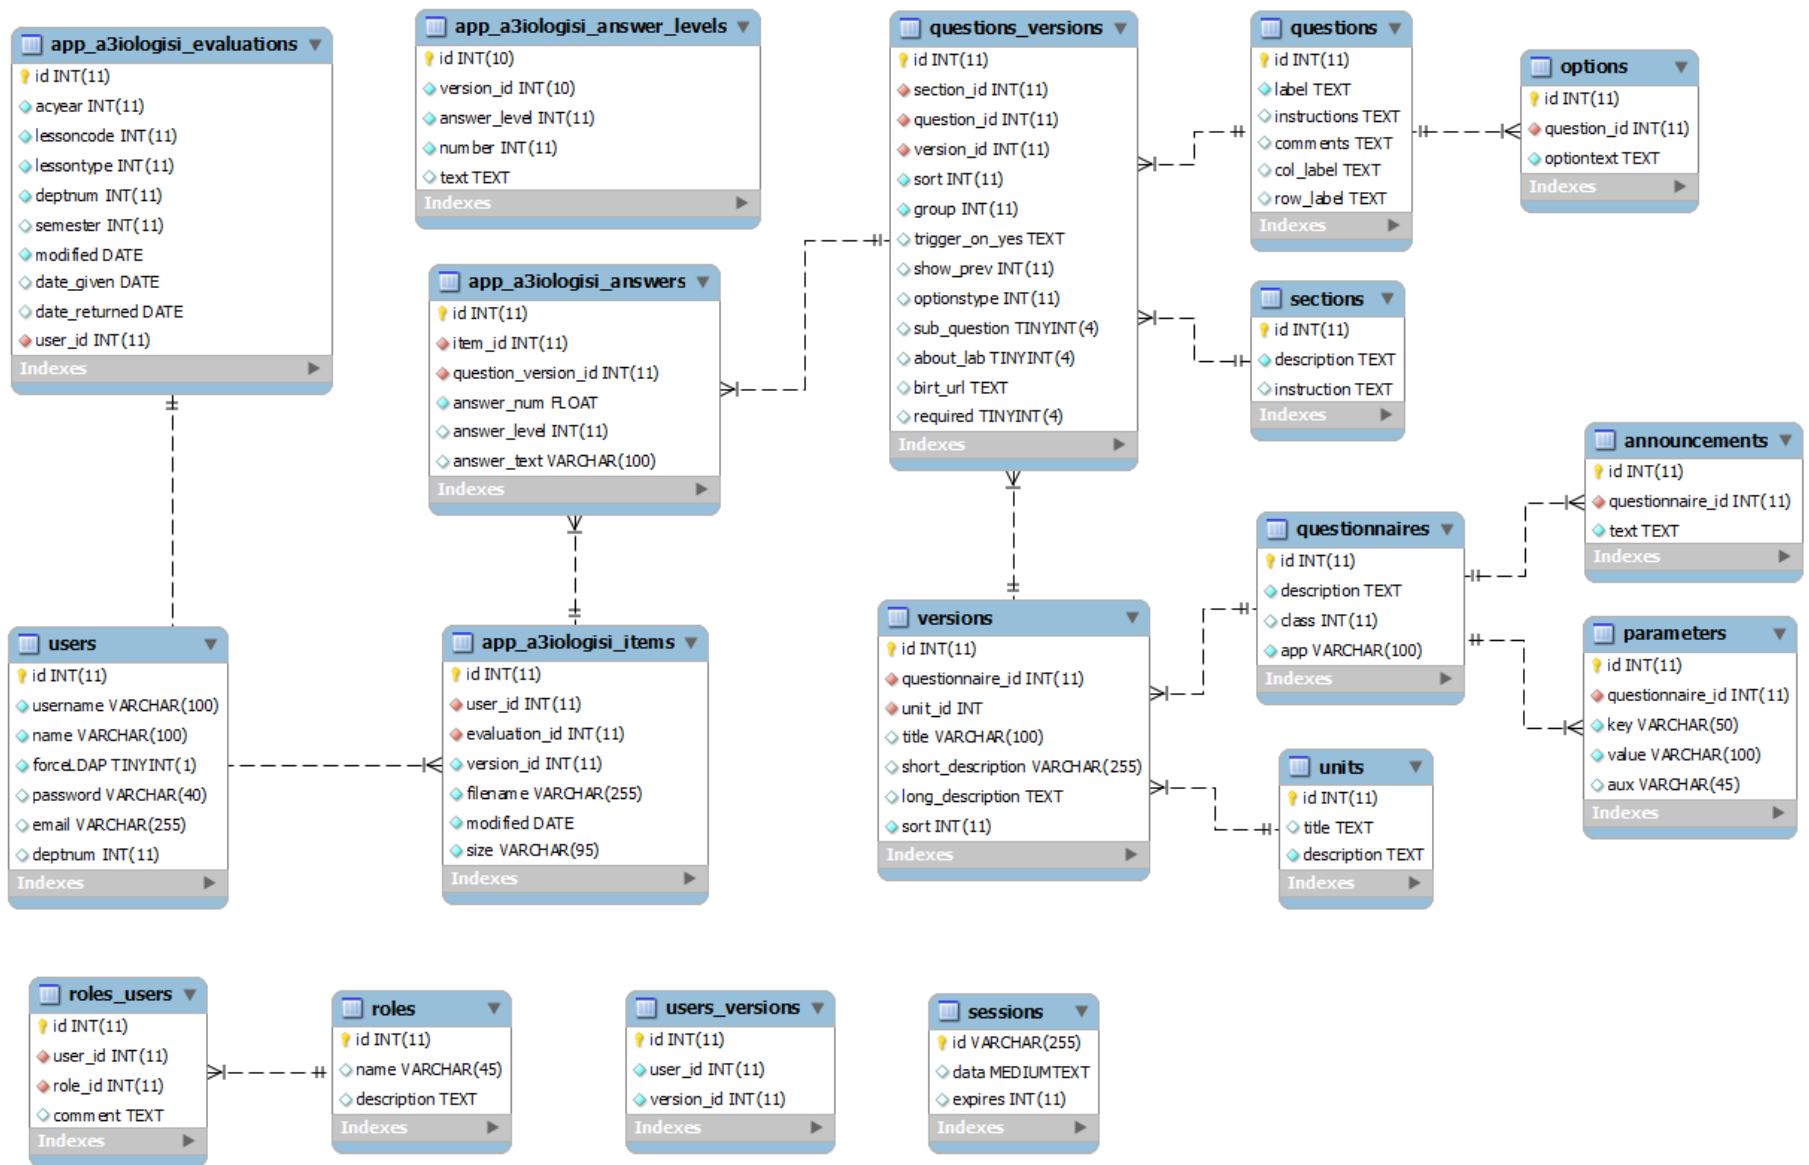 app_a3iologisi_evaluations
id INT(11)
acyear INT(11)
lessoncode INT(11)
lessontype INT(11)
deptnum INT(11)
semester INT(11)
modified DATE
date_given DATE
date_returned DATE
user_id INT(11)
Indexes
app_a3iologisi_answer_levels
id INT(10)
version_id INT(10)
answer_level INT(11)
number INT(11)
text TEXT
Indexes
app_a3iologisi_answers
id INT(11)
item_id INT(11)
question_version_id INT(11)
answer_num FLOAT
answer_level INT(11)
answer_text VARCHAR(100)
Indexes
questions_versions
id INT(11)
section_id INT(11)
question_id INT(11)
version_id INT(11)
sort INT(11)
group INT(11)
trigger_on_yes TEXT
show_prev INT(11)
optionstype INT(11)
sub_question TINYINT(4)
about_lab TINYINT(4)
birt_url TEXT
required TINYINT(4)
Indexes
questions
id INT(11)
label TEXT
instructions TEXT
comments TEXT
col_label TEXT
row_label TEXT
Indexes
options
id INT(11)
question_id INT(11)
optiontext TEXT
Indexes
sections
id INT(11)
description TEXT
instruction TEXT
Indexes
announcements
id INT(11)
questionnaire_id INT(11)
text TEXT
Indexes
questionnaires
id INT(11)
description TEXT
class INT(11)
app VARCHAR(100)
Indexes
users
id INT(11)
username VARCHAR(100)
name VARCHAR(100)
forceLDAP TINYINT(1)
password VARCHAR(40)
email VARCHAR(255)
deptnum INT(11)
Indexes
app_a3iologisi_items
id INT(11)
user_id INT(11)
evaluation_id INT(11)
version_id INT(11)
filename VARCHAR(255)
modified DATE
size VARCHAR(95)
Indexes
versions
id INT(11)
questionnaire_id INT(11)
unit_id INT
title VARCHAR(100)
short_description VARCHAR(255)
long_description TEXT
sort INT(11)
Indexes
parameters
id INT(11)
questionnaire_id INT(11)
key VARCHAR(50)
value VARCHAR(100)
aux VARCHAR(45)
Indexes
units
id INT(11)
title TEXT
description TEXT
Indexes
roles_users
id INT(11)
user_id INT(11)
role_id INT(11)
comment TEXT
Indexes
roles
id INT(11)
name VARCHAR(45)
description TEXT
Indexes
users_versions
id INT(11)
user_id INT(11)
version_id INT(11)
Indexes
sessions
id VARCHAR(255)
data MEDIUMTEXT
expires INT(11)
Indexes